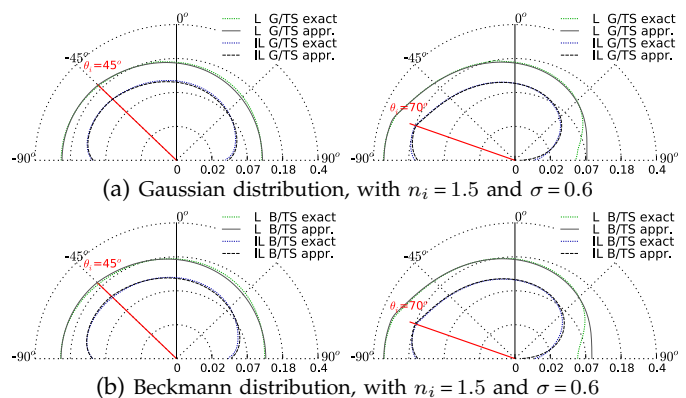 0°
-45°
θᵢ=45°
-90°
90°
0
0.02
0.07
0.18
0.4
L G/TS exact
L G/TS appr.
IL G/TS exact
IL G/TS appr.
0°
-45°
θᵢ=70°
-90°
90°
0
0.02
0.07
0.18
0.4
L G/TS exact
L G/TS appr.
IL G/TS exact
IL G/TS appr.
(a) Gaussian distribution, with nᵢ = 1.5 and σ = 0.6
0°
-45°
θᵢ=45°
-90°
90°
0
0.02
0.07
0.18
0.4
L B/TS exact
L B/TS appr.
IL B/TS exact
IL B/TS appr.
0°
-45°
θᵢ=70°
-90°
90°
0
0.02
0.07
0.18
0.4
L B/TS exact
L B/TS appr.
IL B/TS exact
IL B/TS appr.
(b) Beckmann distribution, with nᵢ = 1.5 and σ = 0.6